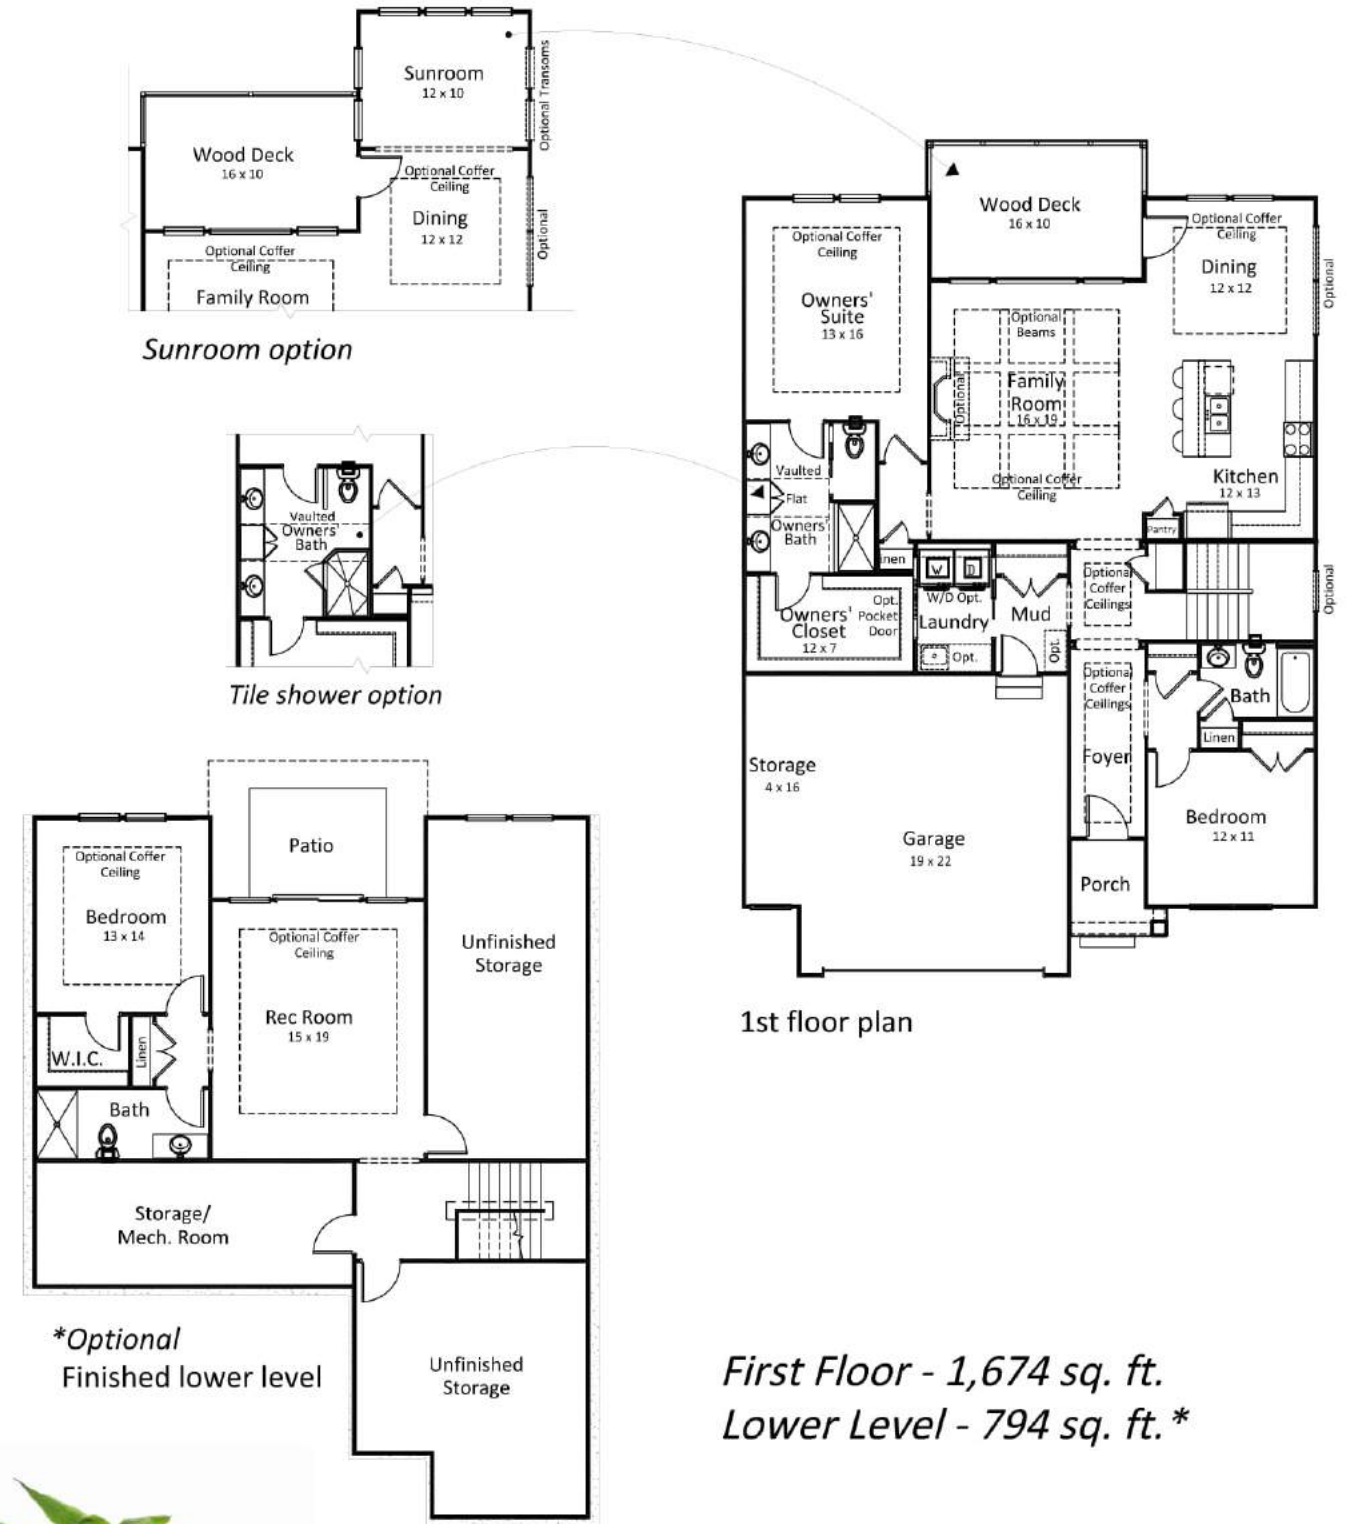 Sunroom
12 x 10
Optional Transoms
Wood Deck
16 x 10
Optional Coffer
Ceiling
Dining
12 x 12
Optional
Optional Coffer
Ceiling
Family Room
Sunroom option
Vaulted
Owners'
Bath
Tile shower option
Wood Deck
16 x 10
Optional Coffer
Ceiling
Dining
12 x 12
Optional
Optional Coffer
Ceiling
Owners'
Suite
13 x 16
Optional
Beams
Optional
Family
Room
16 x 19
Optional Coffer
Ceiling
Kitchen
12 x 13
Pantry
Vaulted
Flat
Owners'
Bath
Linen
W
D
W/D Opt.
Laundry
Opt.
Mud
Opt.
Optional
Coffer
Ceilings
Optional
Owners'
Closet
12 x 7
Opt.
Pocket
Door
Optional
Coffer
Ceilings
Bath
Linen
Foyer
Storage
4 x 16
Garage
19 x 22
Bedroom
12 x 11
Porch
1st floor plan
Patio
Optional Coffer
Ceiling
Bedroom
13 x 14
Optional Coffer
Ceiling
Rec Room
15 x 19
Unfinished
Storage
W.I.C.
Linen
Bath
Storage/
Mech. Room
Unfinished
Storage
*Optional
Finished lower level
First Floor - 1,674 sq. ft.
Lower Level - 794 sq. ft.*